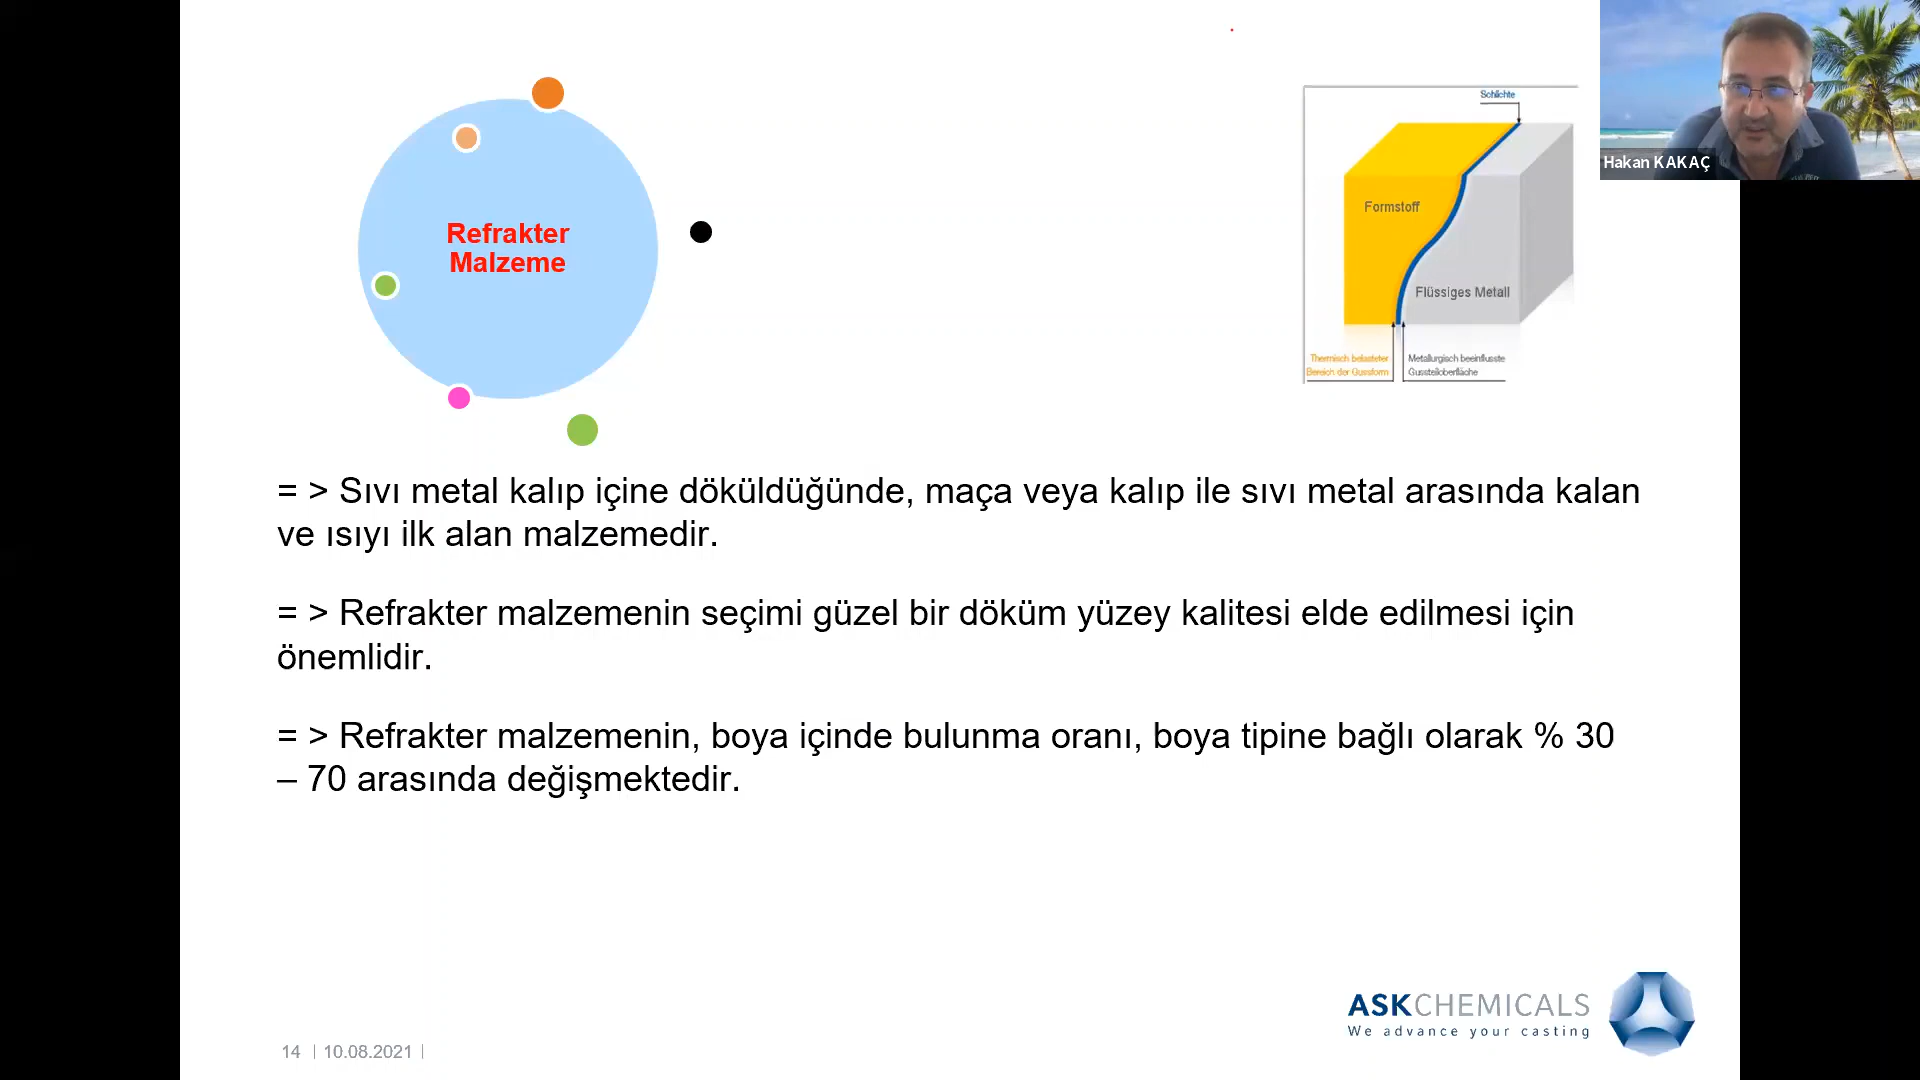 Schlichte
Hakan KAKAÇ
Refrakter
Malzeme
Formstoff
Flüssiges Metall
Thermisch belasteter
Bereich der Gussform
Metallurgisch beeinflusste
Gussteiloberfläche
= > Sıvı metal kalıp içine döküldüğünde, maça veya kalıp ile sıvı metal arasında kalan
ve ısıyı ilk alan malzemedir.
= > Refrakter malzemenin seçimi güzel bir döküm yüzey kalitesi elde edilmesi için
önemlidir.
= > Refrakter malzemenin, boya içinde bulunma oranı, boya tipine bağlı olarak % 30
– 70 arasında değişmektedir.
ASKCHEMICALS
We advance your casting
14 | 10.08.2021 |